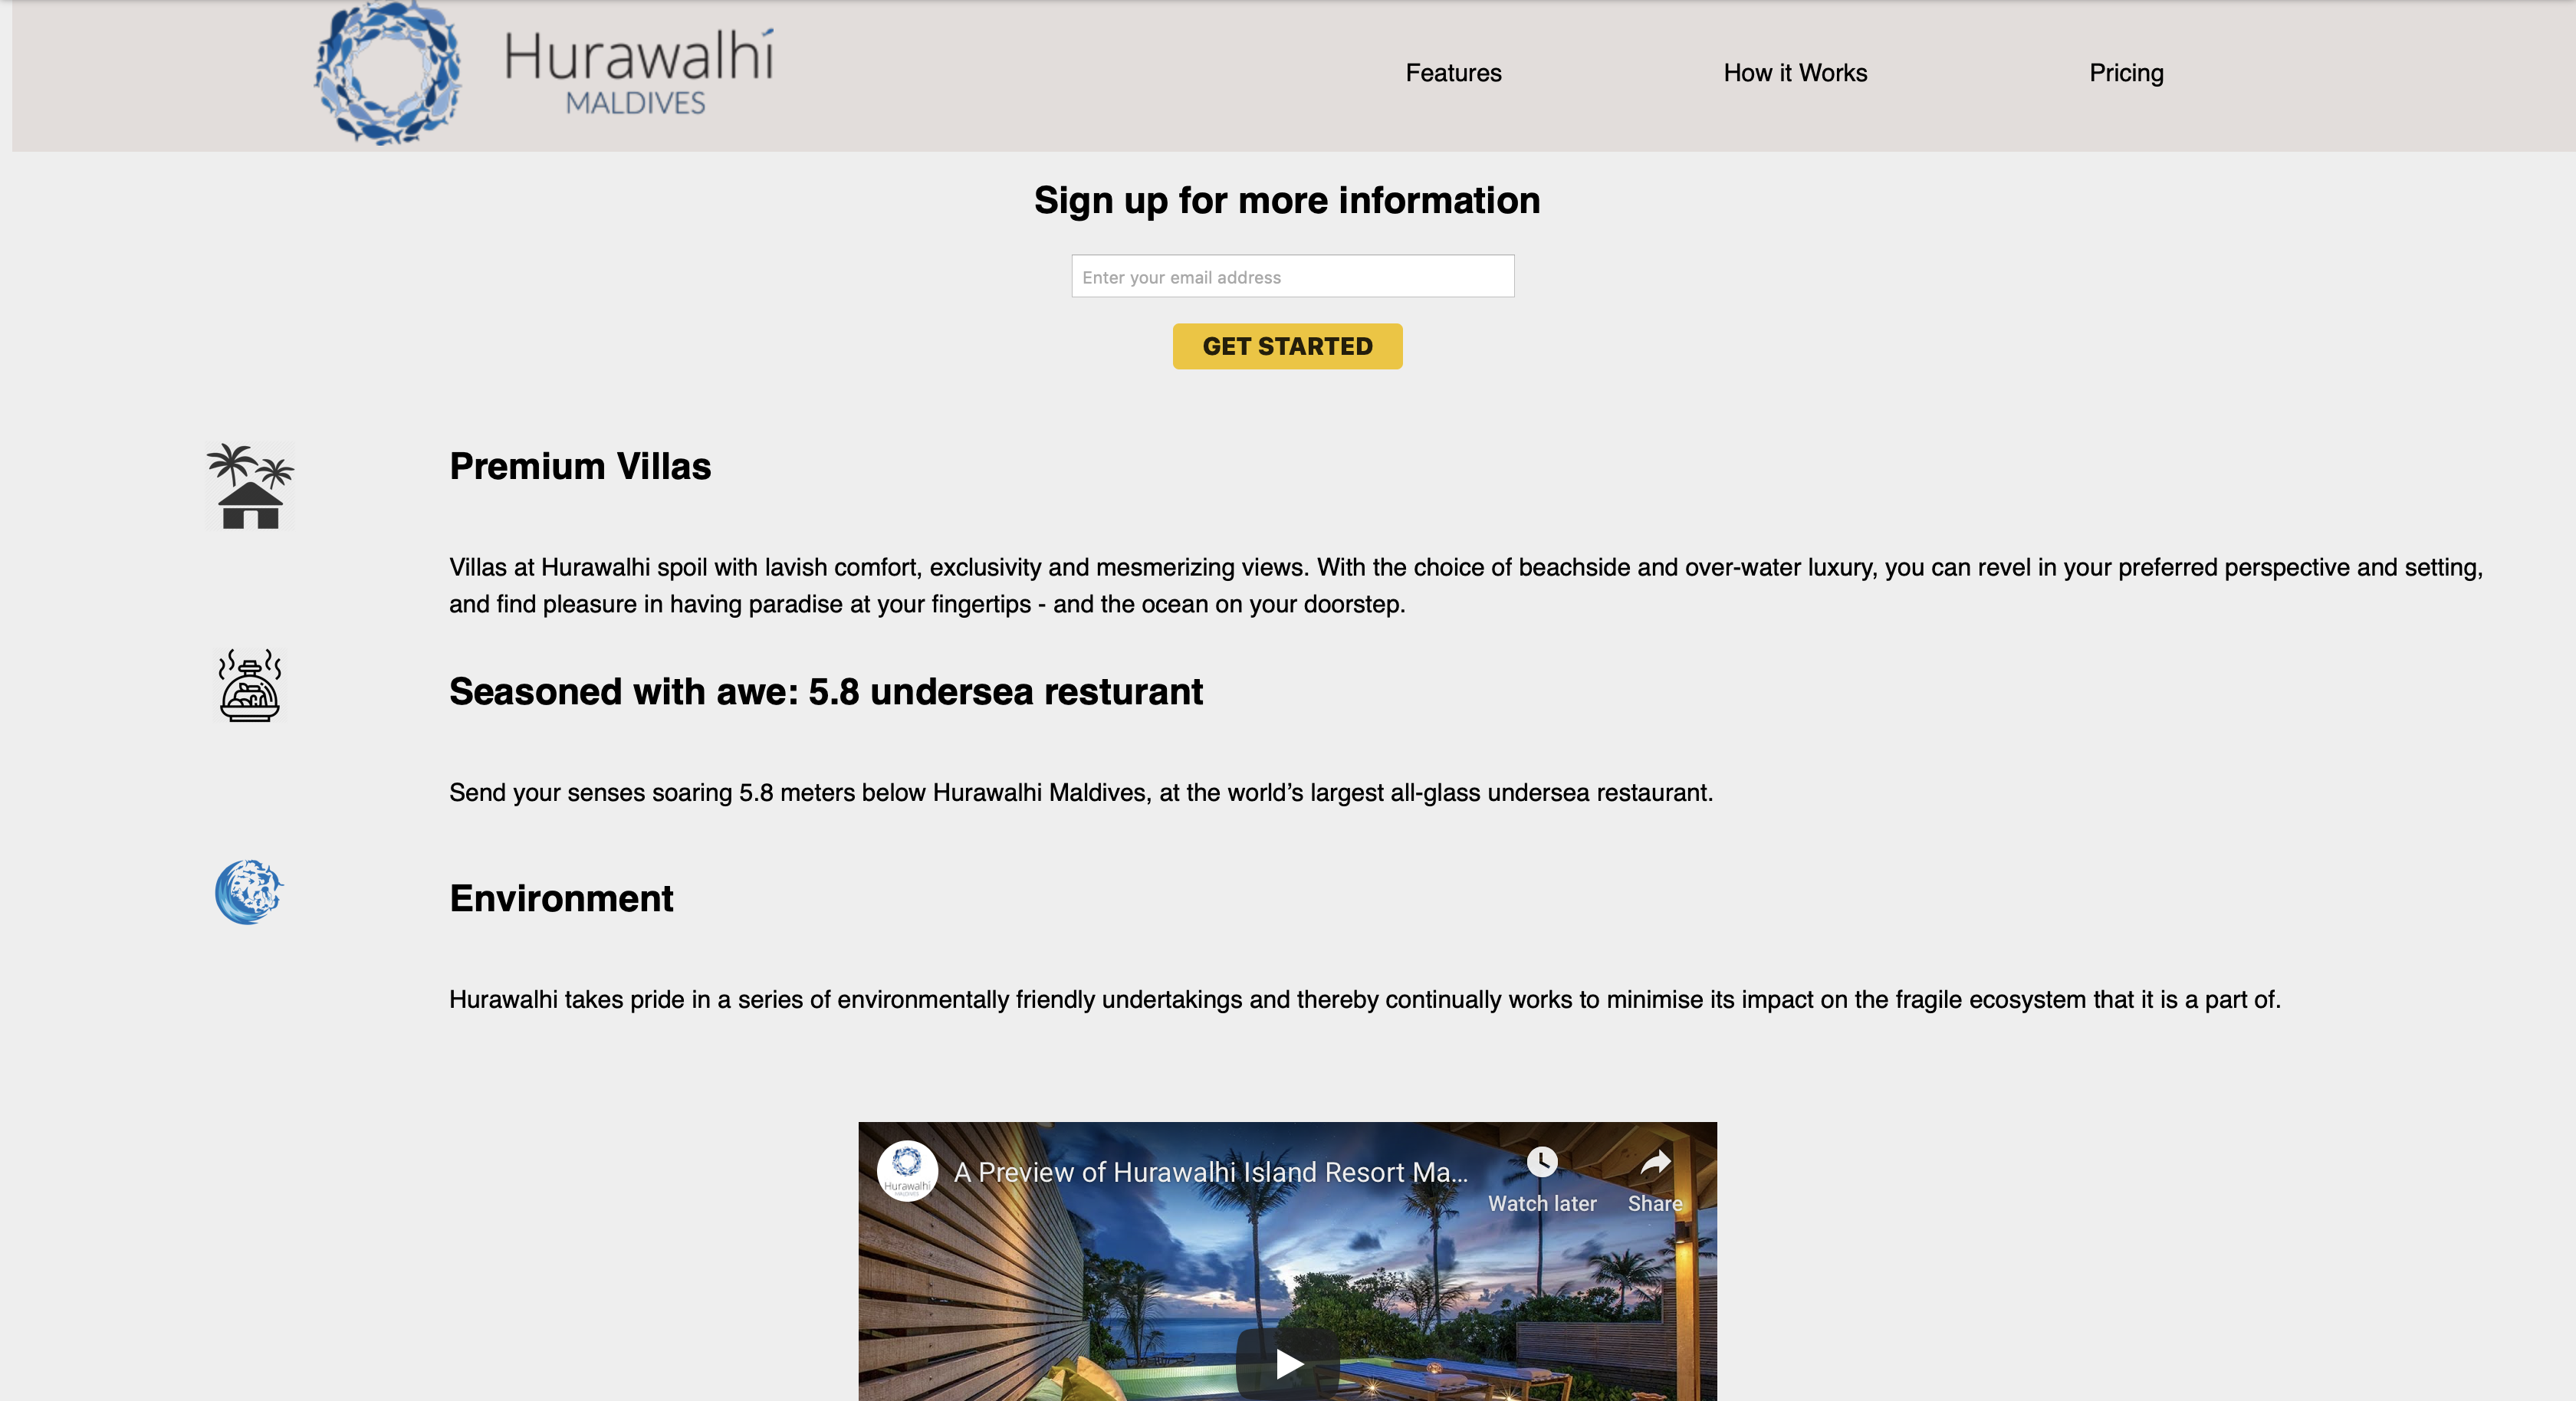 Hurawalhi
MALDIVES
Features
How it Works
Pricing
Sign up for more information
Enter your email address
GET STARTED
Premium Villas
Villas at Hurawalhi spoil with lavish comfort, exclusivity and mesmerizing views. With the choice of beachside and over-water luxury, you can revel in your preferred perspective and setting,
and find pleasure in having paradise at your fingertips - and the ocean on your doorstep.
Seasoned with awe: 5.8 undersea resturant
Send your senses soaring 5.8 meters below Hurawalhi Maldives, at the world’s largest all-glass undersea restaurant.
Environment
Hurawalhi takes pride in a series of environmentally friendly undertakings and thereby continually works to minimise its impact on the fragile ecosystem that it is a part of.
Hurawalhi
MALDIVES
A Preview of Hurawalhi Island Resort Ma...
Watch later
Share